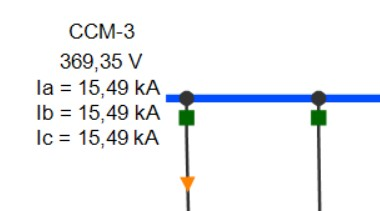 CCM-3
369,35 V
Ia = 15,49 kA
Ib = 15,49 kA
Ic = 15,49 kA